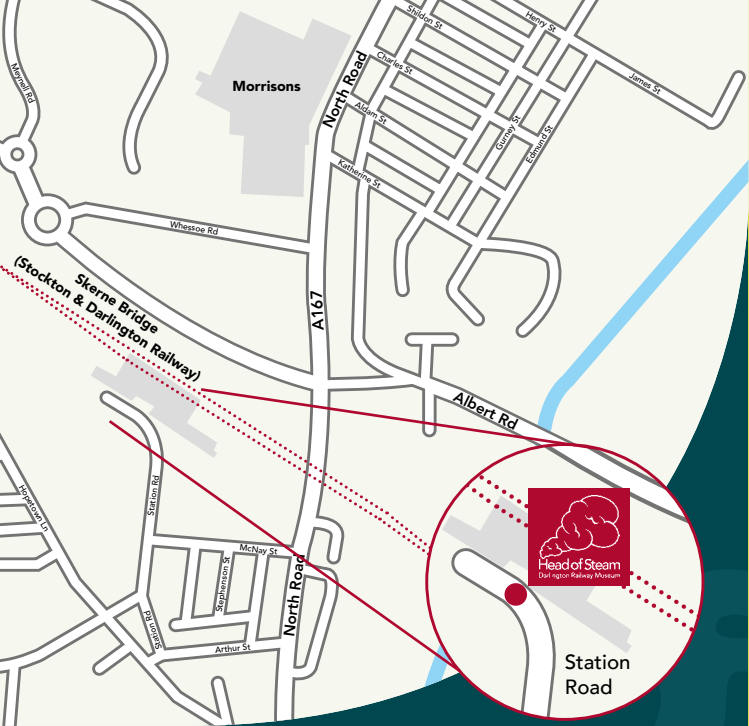 Shildon St
Henry St
James St
Charles St
Meynell Rd
Morrisons
North Road
Aldam St
Gurney St
Edmund St
Katherine St
Whessoe Rd
Skerne Bridge
(Stockton & Darlington Railway)
A167
Albert Rd
Station Rd
Hopetown Ln
McNay St
Stephenson St
North Road
Station Rd
Arthur St
Head of Steam
Darlington Railway Museum
Station
Road